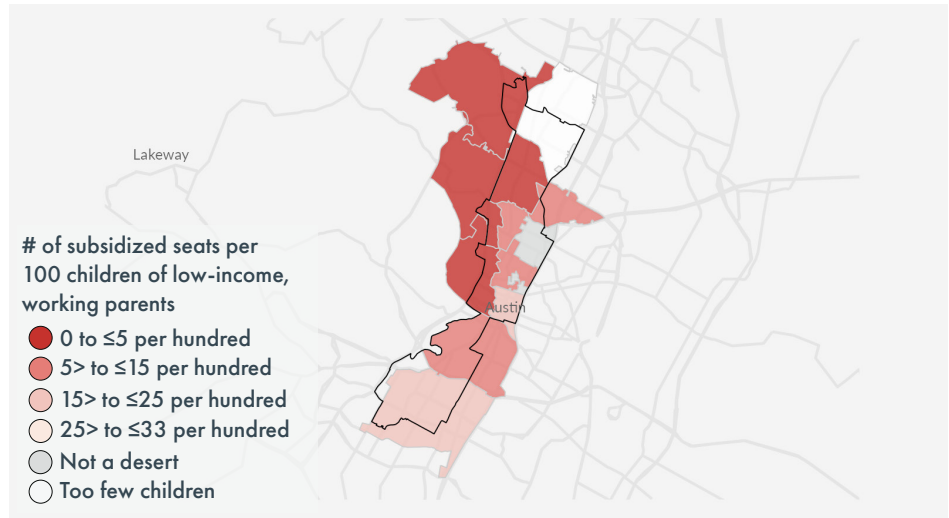 Lakeway
# of subsidized seats per
100 children of low-income,
working parents
0 to ≤5 per hundred
Austin
5> to ≤15 per hundred
15> to ≤25 per hundred
25> to ≤33 per hundred
Not a desert
Too few children